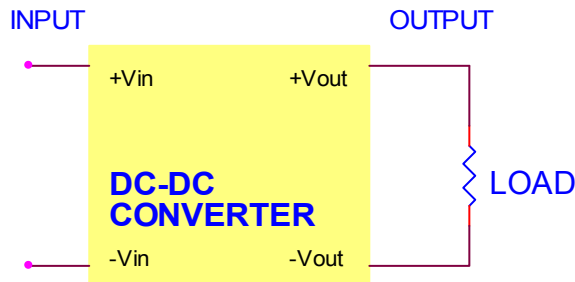 INPUT
OUTPUT
+Vin
+Vout
DC-DC
CONVERTER
LOAD
-Vin
-Vout